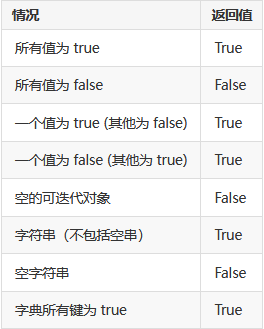 情况 返回值
所有值为 true True
所有值为 false False
一个值为 true (其他为 false) True
一个值为 false (其他为 true) True
空的可迭代对象 False
字符串（不包括空串） True
空字符串 False
字典所有键为 true True